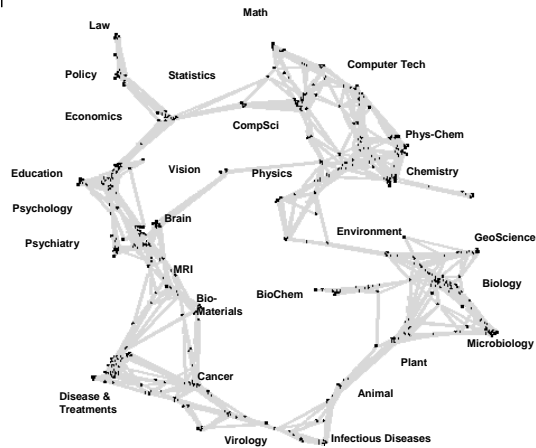 Math
Law
Computer Tech
Policy
Statistics
Economics
CompSci
Phys-Chem
Education
Vision
Physics
Chemistry
Psychology
Brain
Environment
GeoScience
Psychiatry
MRI
Biology
BioChem
Bio-
Materials
Microbiology
Plant
Cancer
Animal
Disease &
Treatments
Virology
Infectious Diseases